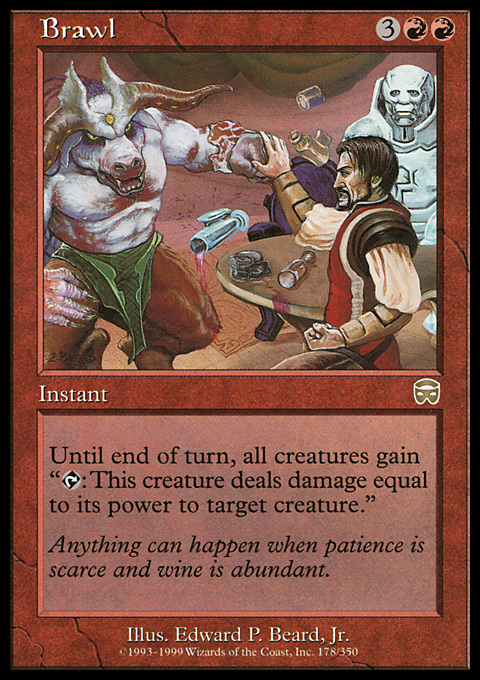 Brawl 3
Instant
Until end of turn, all creatures gain
“: This creature deals damage equal
to its power to target creature.”
Anything can happen when patience is
scarce and wine is abundant.
Illus. Edward P. Beard, Jr.
©1993-1999 Wizards of the Coast, Inc. 178/350